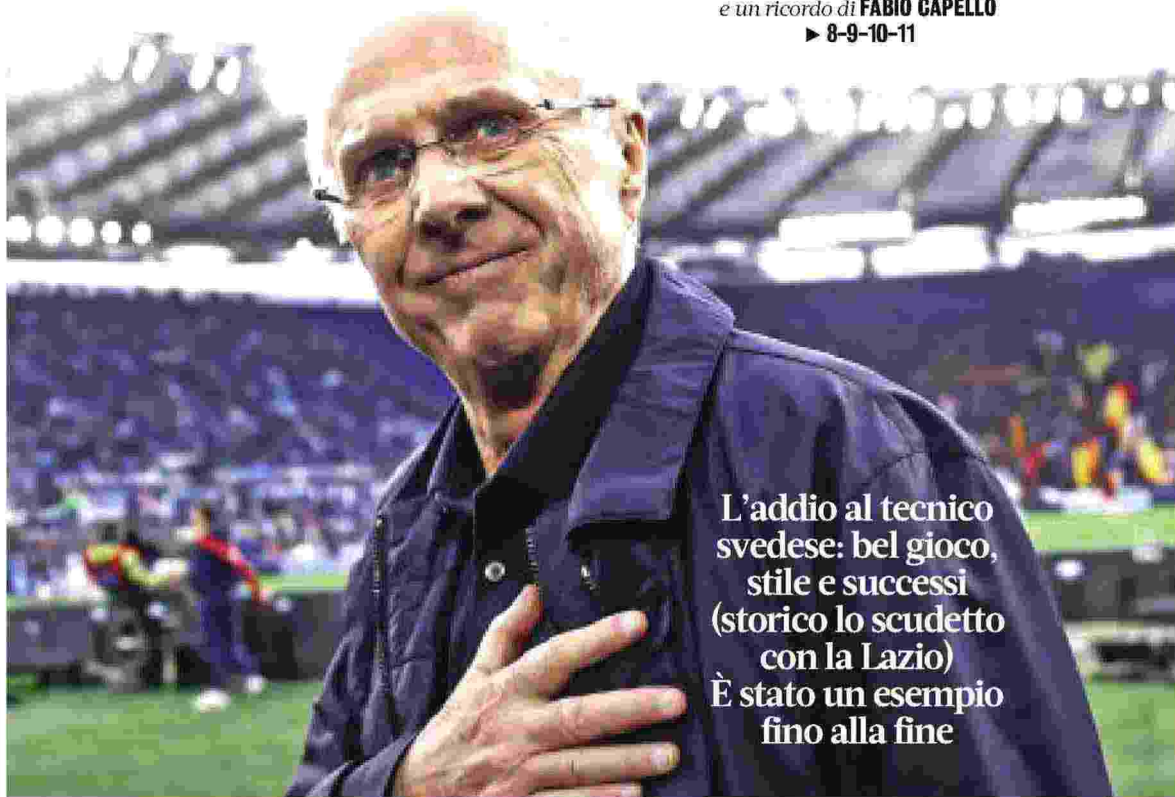 e un ricordo di FABIO CAPELLO
▶ 8-9-10-11
L'addio al tecnico
svedese: bel gioco,
stile e successi
(storico lo scudetto
con la Lazio)
È stato un esempio
fino alla fine